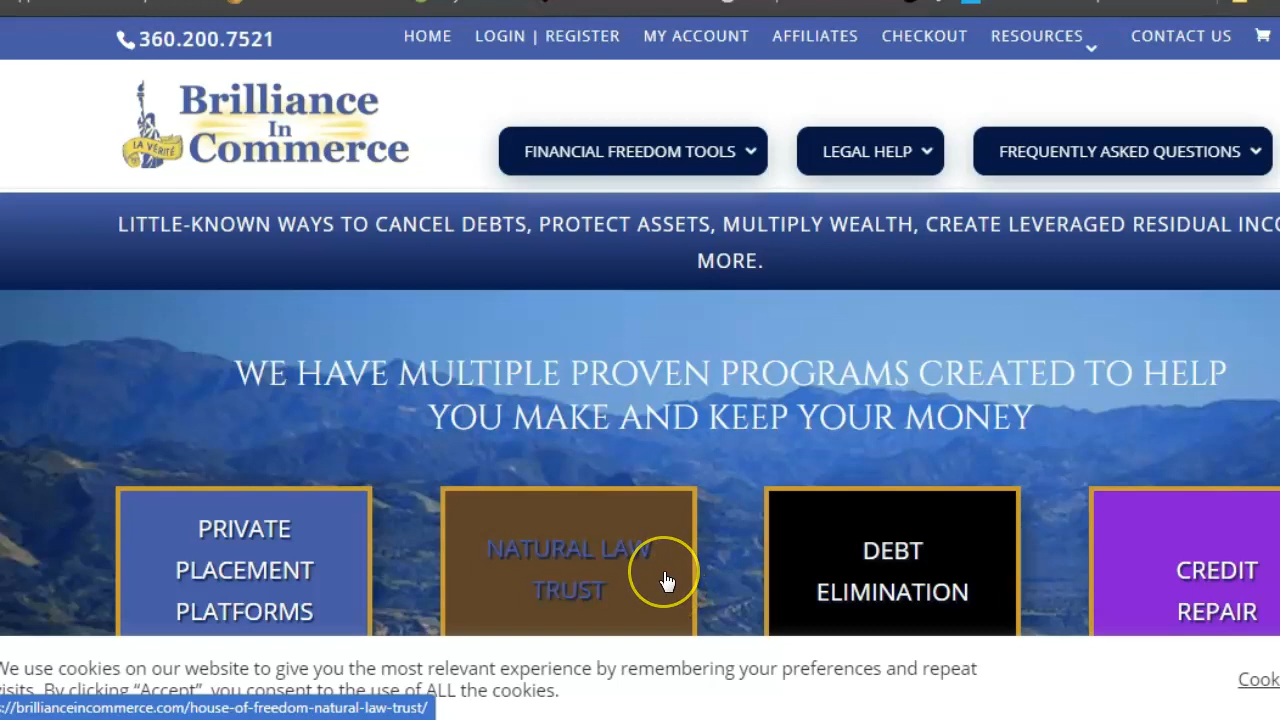 360.200.7521
HOME LOGIN | REGISTER MY ACCOUNT AFFILIATES CHECKOUT RESOURCES CONTACT US
Brilliance
In
Commerce
LA VÉRITÉ
FINANCIAL FREEDOM TOOLS
LEGAL HELP
FREQUENTLY ASKED QUESTIONS
LITTLE-KNOWN WAYS TO CANCEL DEBTS, PROTECT ASSETS, MULTIPLY WEALTH, CREATE LEVERAGED RESIDUAL INCO
MORE.
WE HAVE MULTIPLE PROVEN PROGRAMS CREATED TO HELP
YOU MAKE AND KEEP YOUR MONEY
PRIVATE
PLACEMENT
PLATFORMS
NATURAL LAW
TRUST
DEBT
ELIMINATION
CREDIT
REPAIR
We use cookies on our website to give you the most relevant experience by remembering your preferences and repeat
visits. By clicking “Accept”, you consent to the use of ALL the cookies.
Cook
://brillianceincommerce.com/house-of-freedom-natural-law-trust/